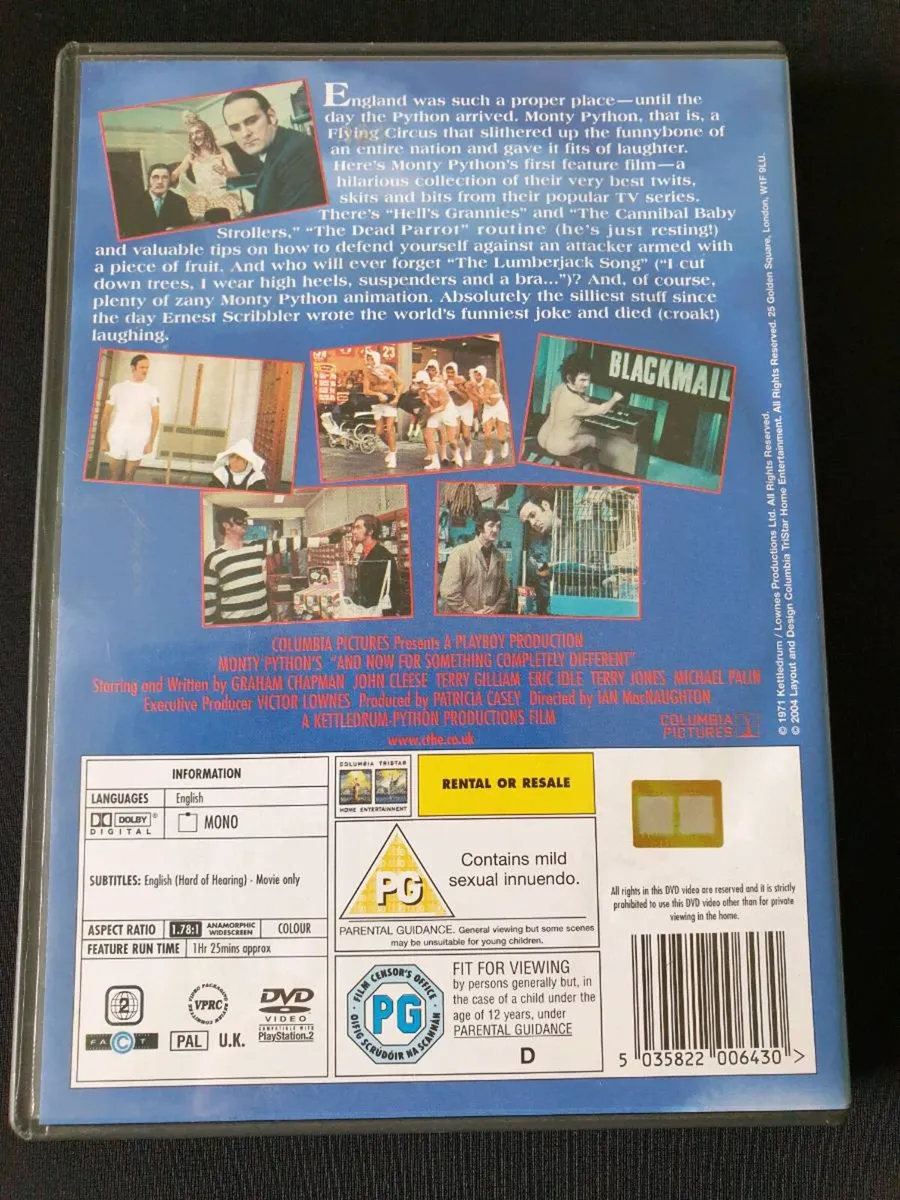 England was such a proper place—until the
day the Python arrived. Monty Python, that is, a
Flying Circus that slithered up the funnybone of
an entire nation and gave it fits of laughter.
Here's Monty Python's first feature film—a
hilarious collection of their very best twits,
skits and bits from their popular TV series.
There's "Hell's Grannies" and "The Cannibal Baby
Strollers," "The Dead Parrot" routine (he's just resting!)
and valuable tips on how to defend yourself against an attacker armed with
a piece of fruit. And who will ever forget "The Lumberjack Song" ("I cut
down trees, I wear high heels, suspenders and a bra...")? And, of course,
plenty of zany Monty Python animation. Absolutely the silliest stuff since
the day Ernest Scribbler wrote the world's funniest joke and died (croak!)
laughing.
23
BLACKMAIL
COLUMBIA PICTURES Presents A PLAYBOY PRODUCTION
MONTY PYTHON'S "AND NOW FOR SOMETHING COMPLETELY DIFFERENT"
Starring and Written by GRAHAM CHAPMAN JOHN CLEESE TERRY GILLIAM ERIC IDLE TERRY JONES MICHAEL PALIN
Executive Producer VICTOR LOWNES Produced by PATRICIA CASEY Directed by IAN MacNAUGHTON
A KETTLEDRUM-PYTHON PRODUCTIONS FILM
www.cthe.co.uk
COLUMBIA
PICTURES
© 1971 Kettledrum / Lownes Productions Ltd. All Rights Reserved.
© 2004 Layout and Design Columbia TriStar Home Entertainment. All Rights Reserved. 25 Golden Square, London, W1F 9LU.
INFORMATION
LANGUAGES English
DOLBY
DIGITAL
MONO
SUBTITLES: English (Hard of Hearing) - Movie only
ASPECT RATIO 1.78:1 ANAMORPHIC WIDESCREEN COLOUR
FEATURE RUN TIME 1Hr 25mins approx
2
VIDEO PACKAGING REVIEW COMMITTEE
VPRC
DVD
VIDEO
COMPATIBLE WITH
PlayStation.2
FACT
PAL U.K.
COLUMBIA TRISTAR
HOME ENTERTAINMENT
RENTAL OR RESALE
PG
Contains mild
sexual innuendo.
PARENTAL GUIDANCE. General viewing but some scenes
may be unsuitable for young children.
FILM CENSOR'S OFFICE
PG
OIFIG SCRÚDÓIR NA SCANNÁN
FIT FOR VIEWING
by persons generally but, in
the case of a child under the
age of 12 years, under
PARENTAL GUIDANCE
D
All rights in this DVD video are reserved and it is strictly
prohibited to use this DVD video other than for private
viewing in the home.
5 035822 006430 >